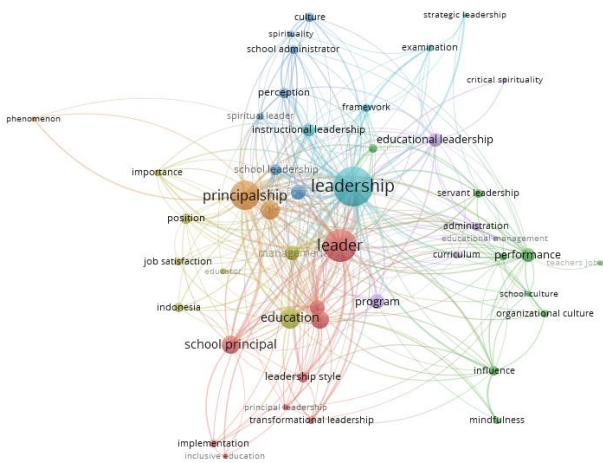 culture
strategic leadership
spirituality
school administrator
examination
critical spirituality
perception
framework
phenomenon
spiritual leader
instructional leadership
educational leadership
importance
school leadership
leadership
principalship
servant leadership
position
administration
educational management
leader
management
curriculum
performance
job satisfaction
educator
teachers job
school culture
program
indonesia
education
organizational culture
school principal
leadership style
influence
principal leadership
transformational leadership
mindfulness
implementation
inclusive education